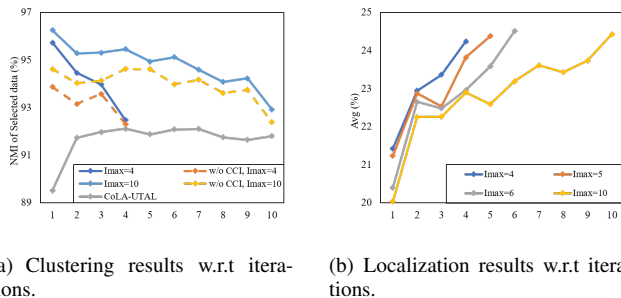 97
95
93
91
89
NMI of Selected data (%)
1 2 3 4 5 6 7 8 9 10
Imax=4
w/o CCI, Imax=4
Imax=10
w/o CCI, Imax=10
CoLA-UTAL
25
24
23
22
21
20
Avg (%)
1 2 3 4 5 6 7 8 9 10
Imax=4
Imax=5
Imax=6
Imax=10
) Clustering results w.r.t itera-
ons.
(b) Localization results w.r.t itera
tions.